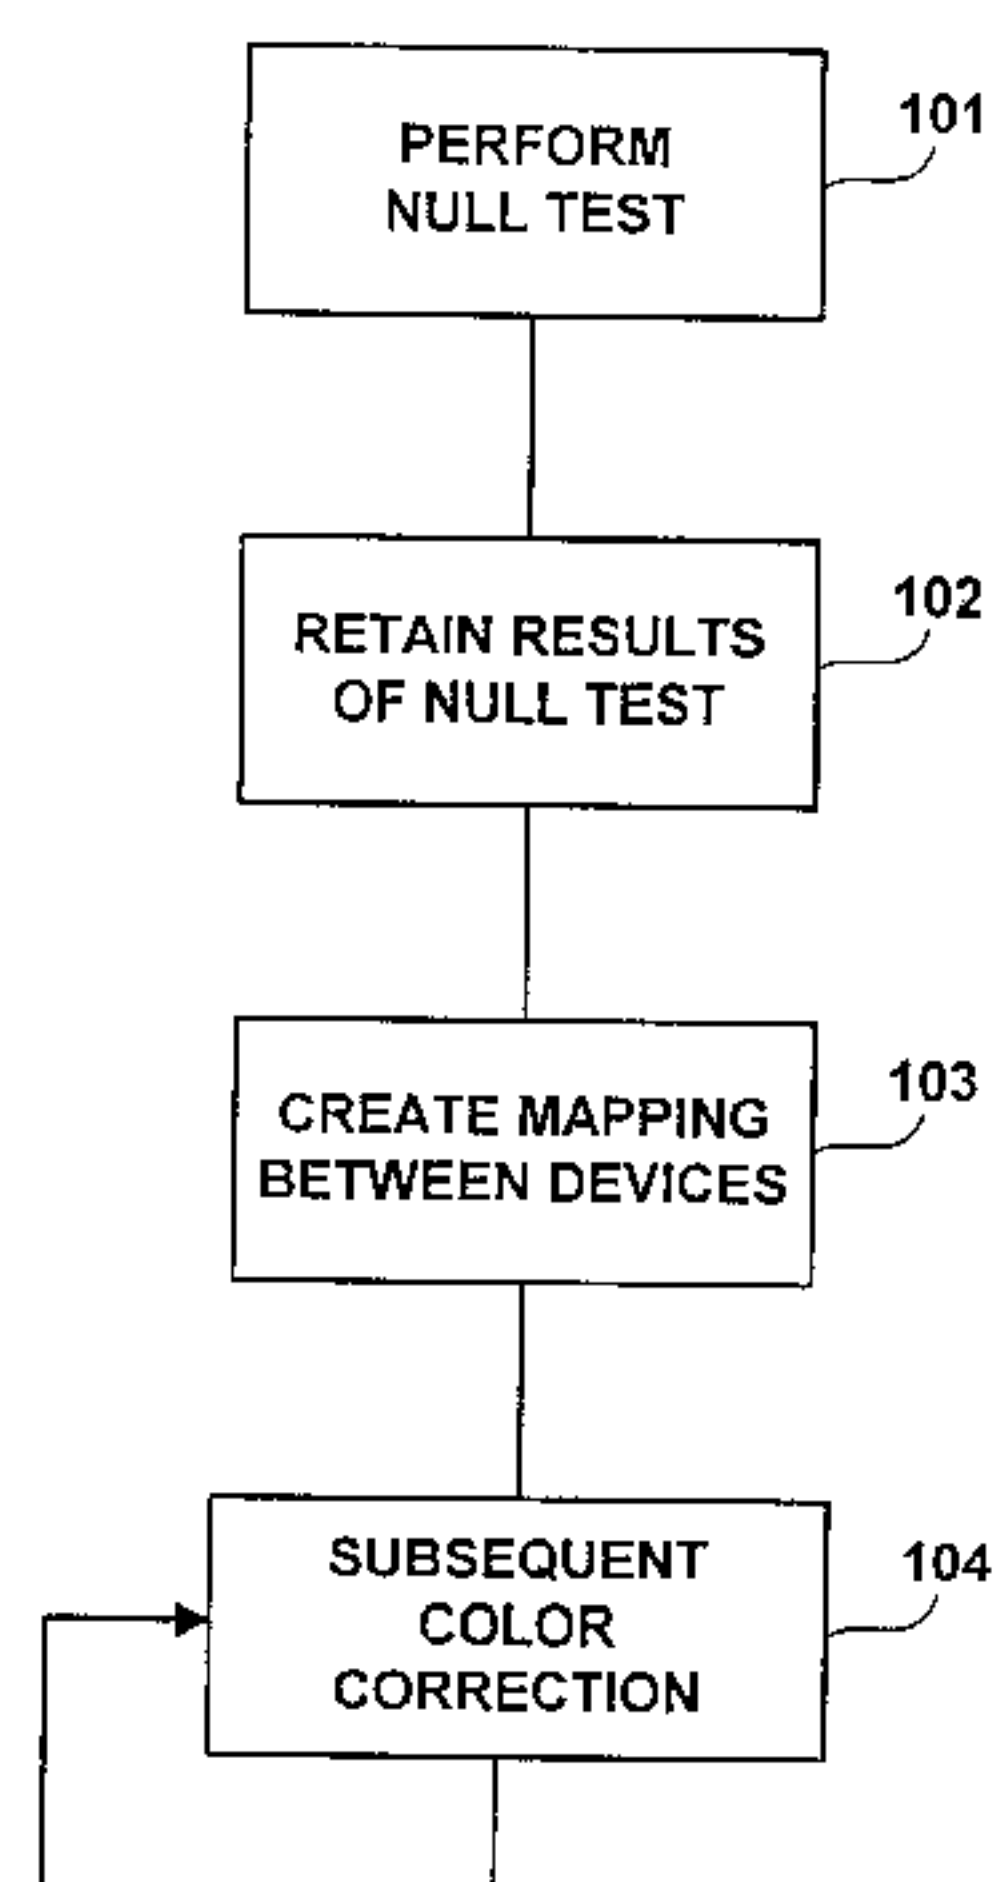 101
PERFORM
NULL TEST
102
RETAIN RESULTS
OF NULL TEST
103
CREATE MAPPING
BETWEEN DEVICES
104
SUBSEQUENT
COLOR
CORRECTION